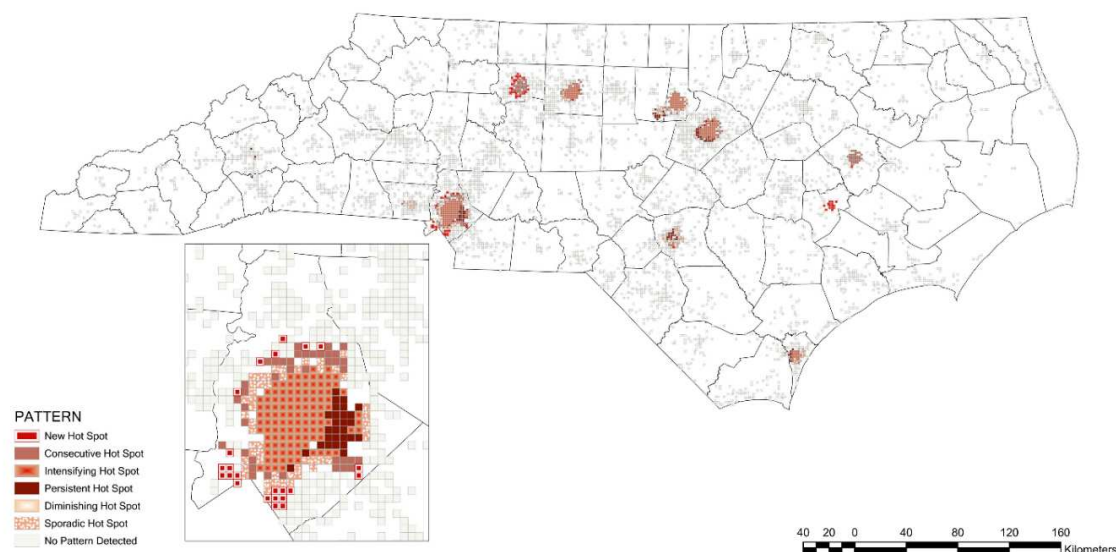 PATTERN
New Hot Spot
Consecutive Hot Spot
Intensifying Hot Spot
Persistent Hot Spot
Diminishing Hot Spot
Sporadic Hot Spot
No Pattern Detected
40 20 0 40 80 120 160
Kilometers